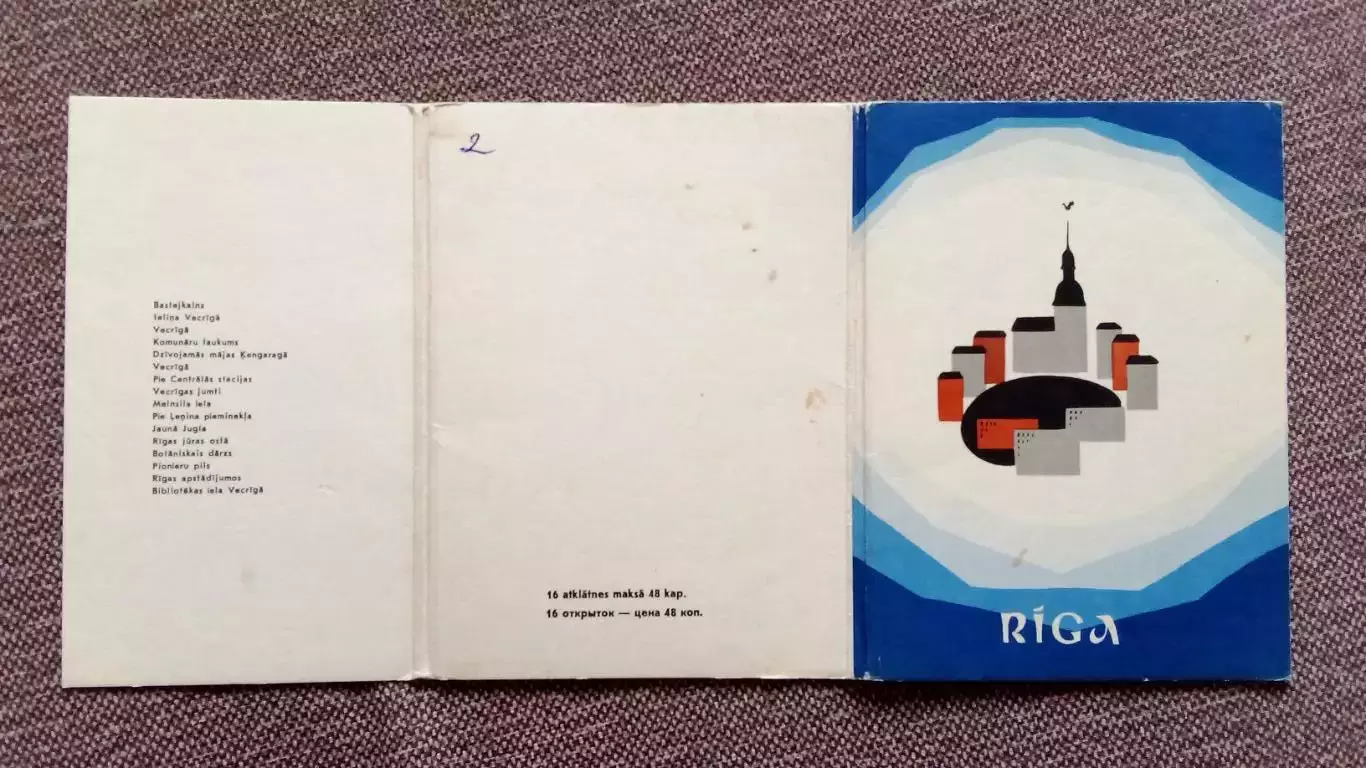 Bastejkalns
Ieliņa Vecrīgā
Vecrīgā
Komunāru laukums
Dzīvojamās mājas Ķengaragā
Vecrīgā
Pie Centrālās stacijas
Vecrīgas jumti
Meinsila iela
Pie Ļeņina pieminekļa
Jaunā Jugla
Rīgas jūras ostā
Botāniskais dārzs
Pionieru pils
Rīgas apstādījumos
Bibliotēkas iela Vecrīgā
2
16 atklātnes maksā 48 kap.
16 открыток — цена 48 коп.
RĪGA